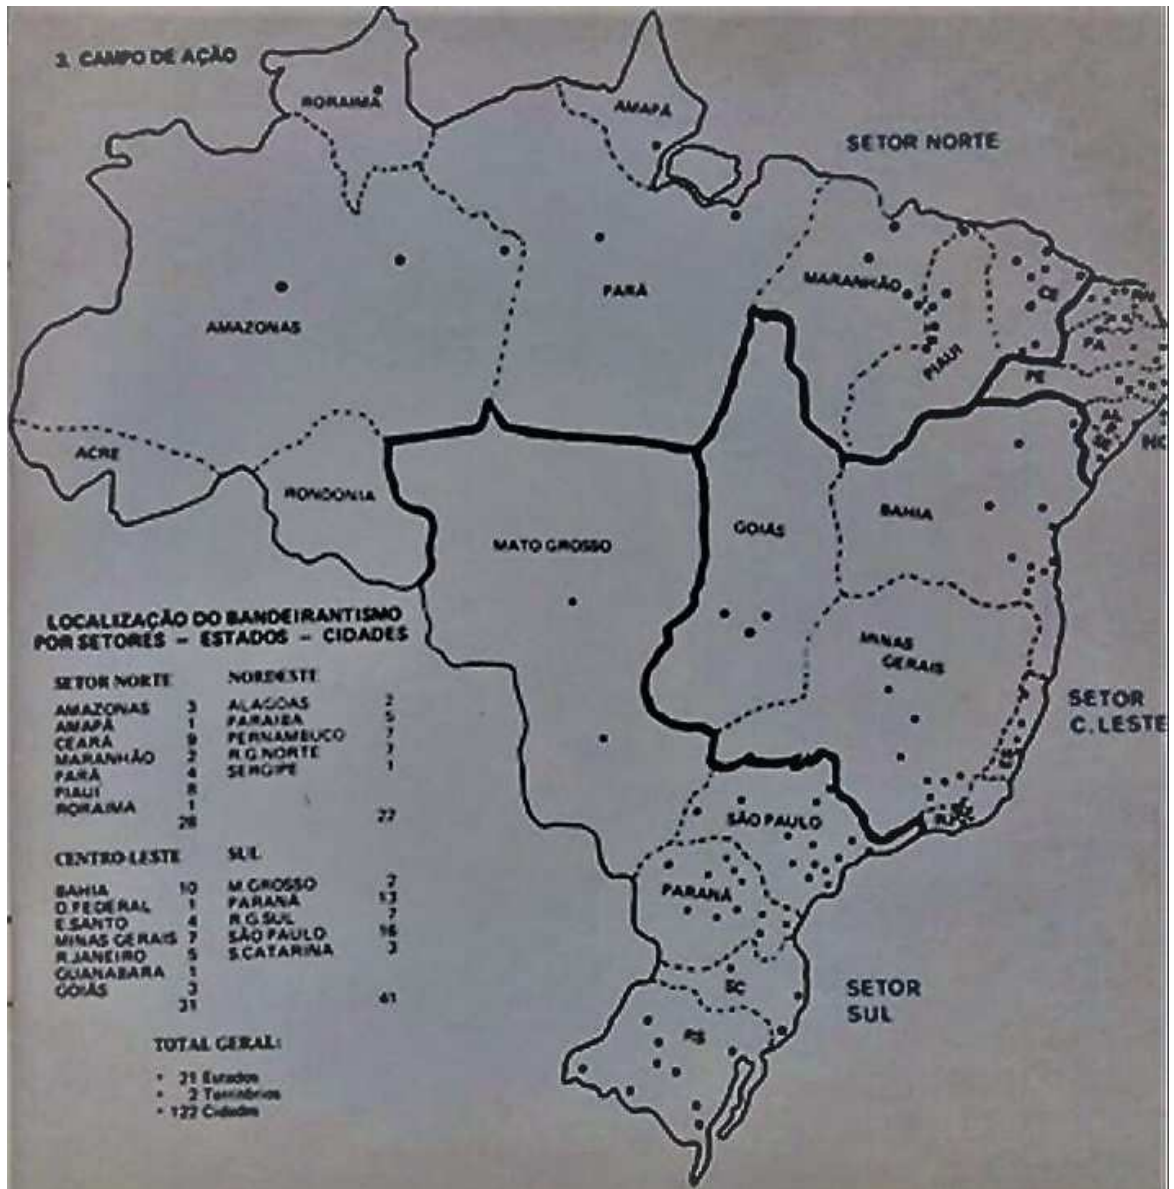 3. CAMPO DE AÇÃO
RORAIMA
AMAPÁ
SETOR NORTE
AMAZONAS
PARÁ
MARANHÃO
CE
RN
PIAUI
PA
PE
AL
SE
NO
ACRE
RONDONIA
MATO GROSSO
GOIÁS
BAHIA
MINAS
GERAIS
SETOR
C. LESTE
RJ
SÃO PAULO
PARANÁ
SC
RS
SETOR
SUL
LOCALIZAÇÃO DO BANDEIRANTISMO
POR SETORES – ESTADOS – CIDADES
SETOR NORTE NORDESTE
AMAZONAS 3 ALAGOAS 2
AMAPÁ 1 PARAIBA 5
CEARÁ 9 PERNAMBUCO 7
MARANHÃO 2 R.G.NORTE 7
PARÁ 4 SERGIPE 1
PIAUI 8
RORAIMA 1
28 22
CENTRO-LESTE SUL
BAHIA 10 M.GROSSO 2
D.FEDERAL 1 PARANÁ 13
E.SANTO 4 R.G.SUL 7
MINAS GERAIS 7 SÃO PAULO 16
R.JANEIRO 5 S.CATARINA 3
GUANABARA 1
GOIÁS 3
31 41
TOTAL GERAL:
• 21 Estados
• 2 Territórios
• 122 Cidades